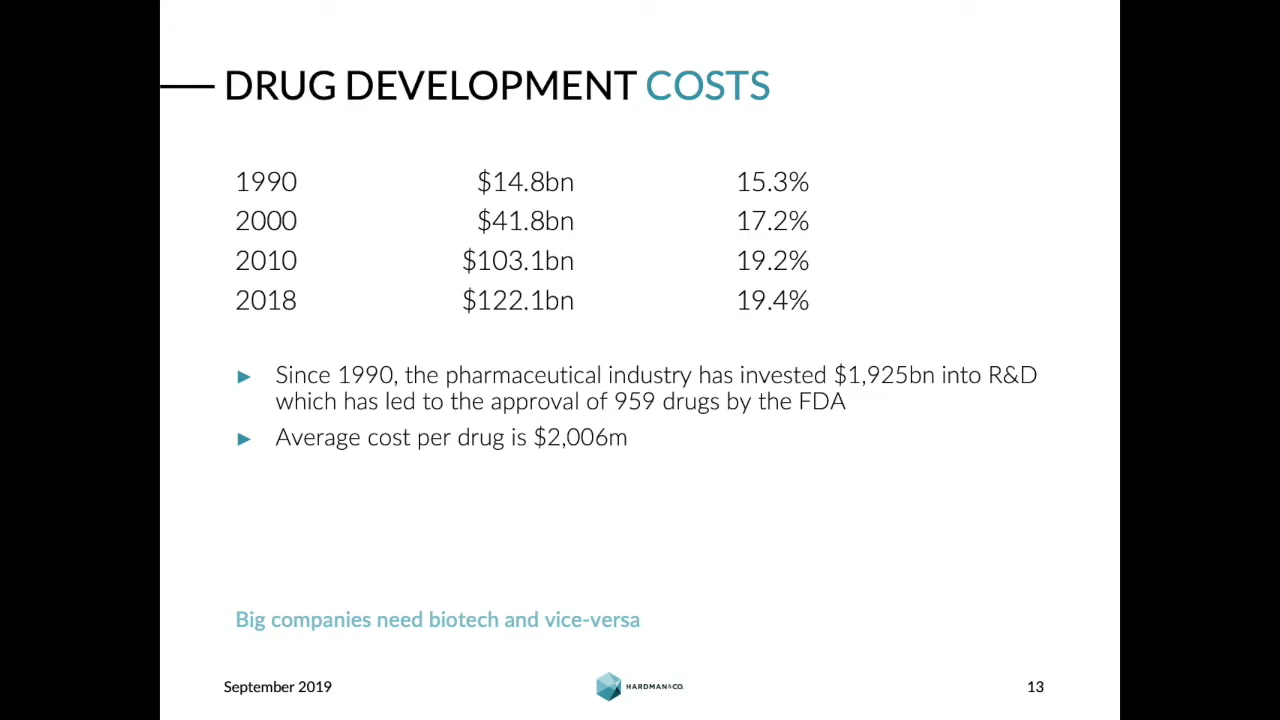 DRUG DEVELOPMENT COSTS
1990 $14.8bn 15.3%
2000 $41.8bn 17.2%
2010 $103.1bn 19.2%
2018 $122.1bn 19.4%
► Since 1990, the pharmaceutical industry has invested $1,925bn into R&D
which has led to the approval of 959 drugs by the FDA
► Average cost per drug is $2,006m
Big companies need biotech and vice-versa
September 2019 HARDMAN&CO. 13